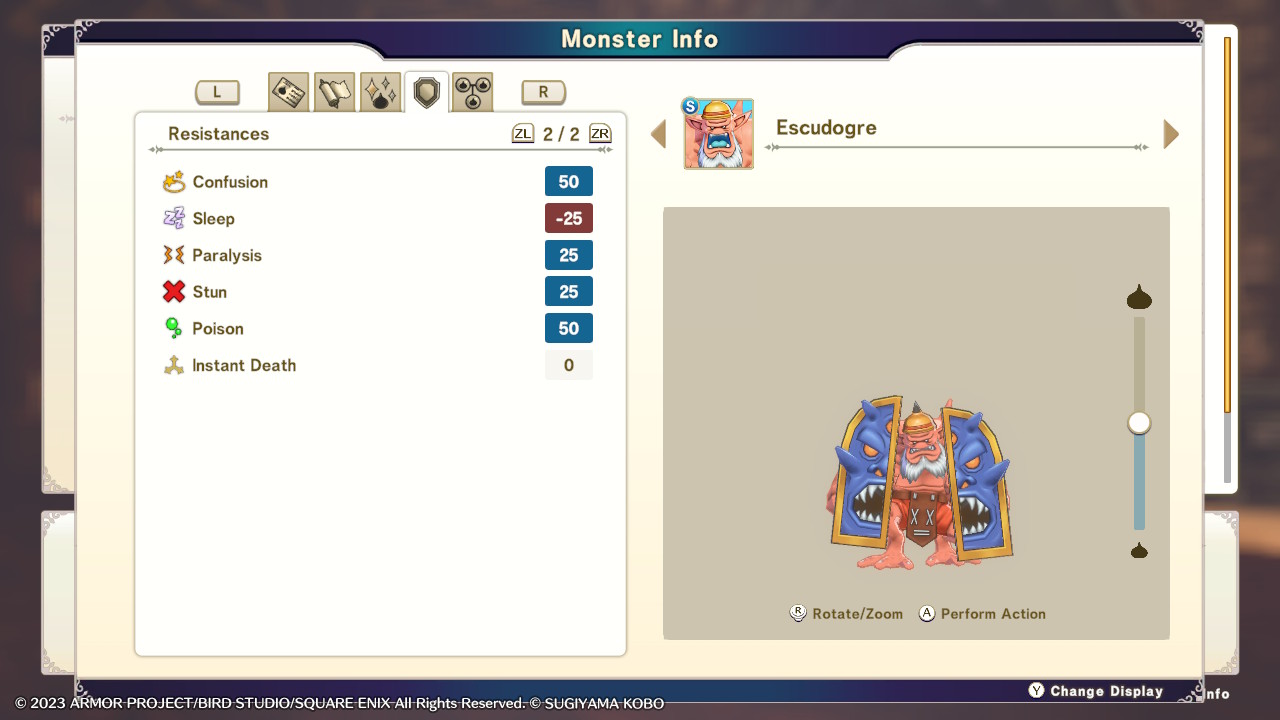 Monster Info
L
R
Resistances
ZL 2 / 2 ZR
Confusion 50
Sleep -25
Paralysis 25
Stun 25
Poison 50
Instant Death 0
S
Escudogre
R Rotate/Zoom A Perform Action
Y Change Display
nfo
© 2023 ARMOR PROJECT/BIRD STUDIO/SQUARE ENIX All Rights Reserved. © SUGIYAMA KOBO